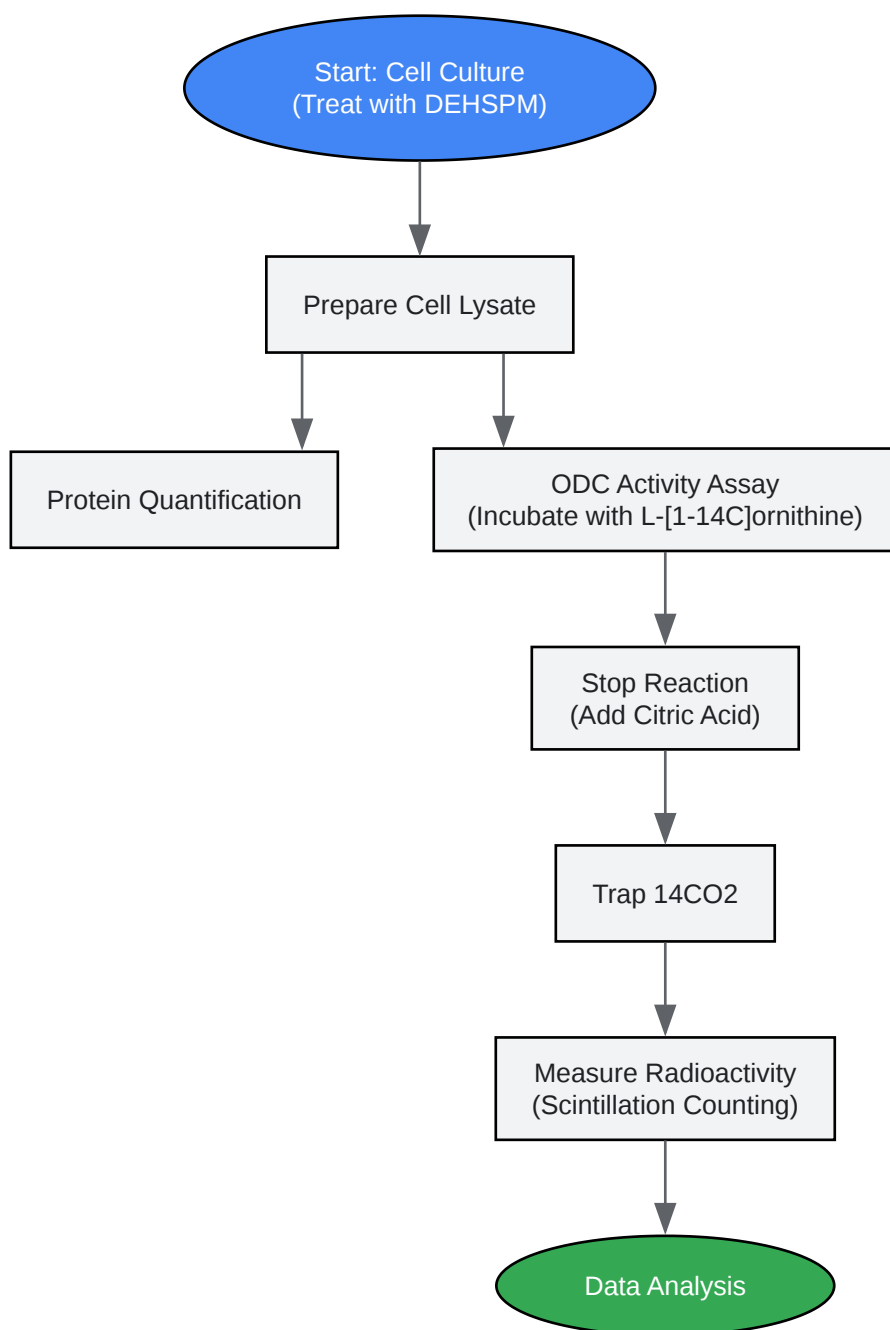 Start: Cell Culture
(Treat with DEHSPM)
Prepare Cell Lysate
Protein Quantification
ODC Activity Assay
(Incubate with L-[1-14C]ornithine)
Stop Reaction
(Add Citric Acid)
Trap 14CO2
Measure Radioactivity
(Scintillation Counting)
Data Analysis